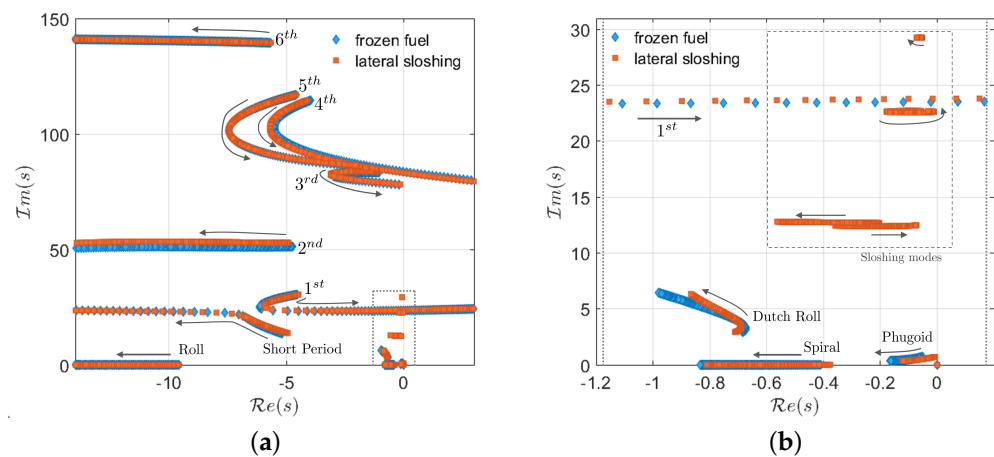 150
100
50
0
-10
-5
0
Im(s)
Re(s)
frozen fuel
lateral sloshing
6th
5th
4th
3rd
2nd
1st
Roll
Short Period
(a)
30
25
20
15
10
5
0
-1.2
-1
-0.8
-0.6
-0.4
-0.2
0
Im(s)
Re(s)
frozen fuel
lateral sloshing
1st
Sloshing modes
Dutch Roll
Spiral
Phugoid
(b)